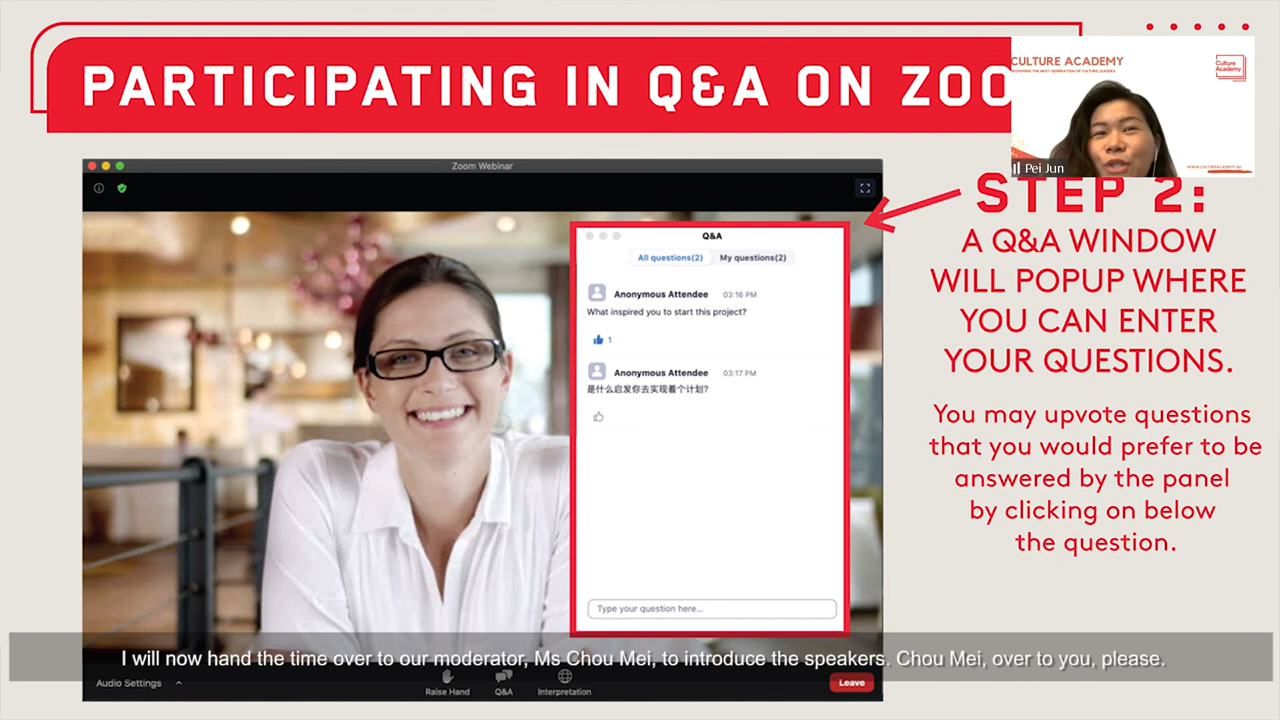 PARTICIPATING IN Q&A ON ZOO
CULTURE ACADEMY
Culture
Academy
Pei Jun
WWW.CULTUREACADEMY.SG
Zoom Webinar
STEP 2:
A Q&A WINDOW
WILL POPUP WHERE
YOU CAN ENTER
YOUR QUESTIONS.
You may upvote questions
that you would prefer to be
answered by the panel
by clicking on below
the question.
Q&A
All questions(2) My questions(2)
Anonymous Attendee 03:16 PM
What inspired you to start this project?
1
Anonymous Attendee 03:17 PM
是什么启发你去实现着个计划?
Type your question here...
I will now hand the time over to our moderator, Ms Chou Mei, to introduce the speakers. Chou Mei, over to you, please.
Audio Settings
Raise Hand
Q&A
Interpretation
Leave